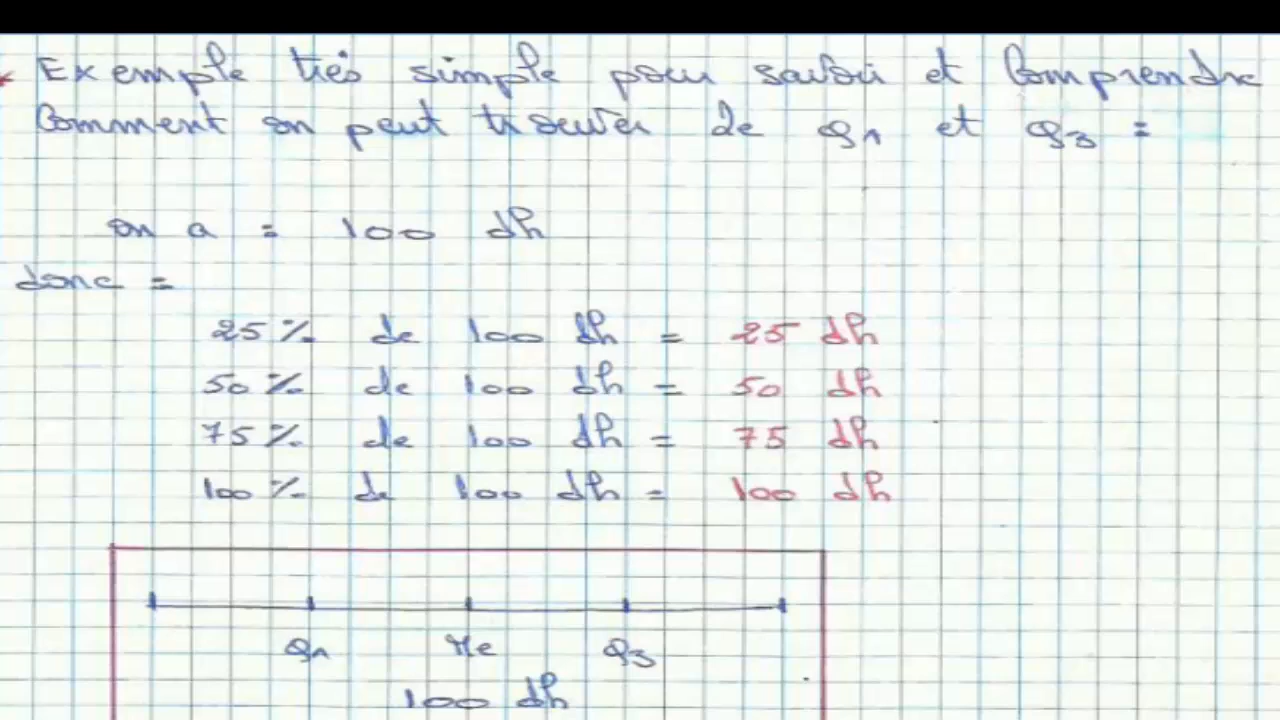 * Exemple très simple pour savoir et Comprendre
Comment on peut trouver de Q1 et Q3 =
on a = 100 dh
donc =
25 % de 100 dh = 25 dh
50 % de 100 dh = 50 dh
75 % de 100 dh = 75 dh
100 % de 100 dh = 100 dh
Q1 Me Q3
100 dh